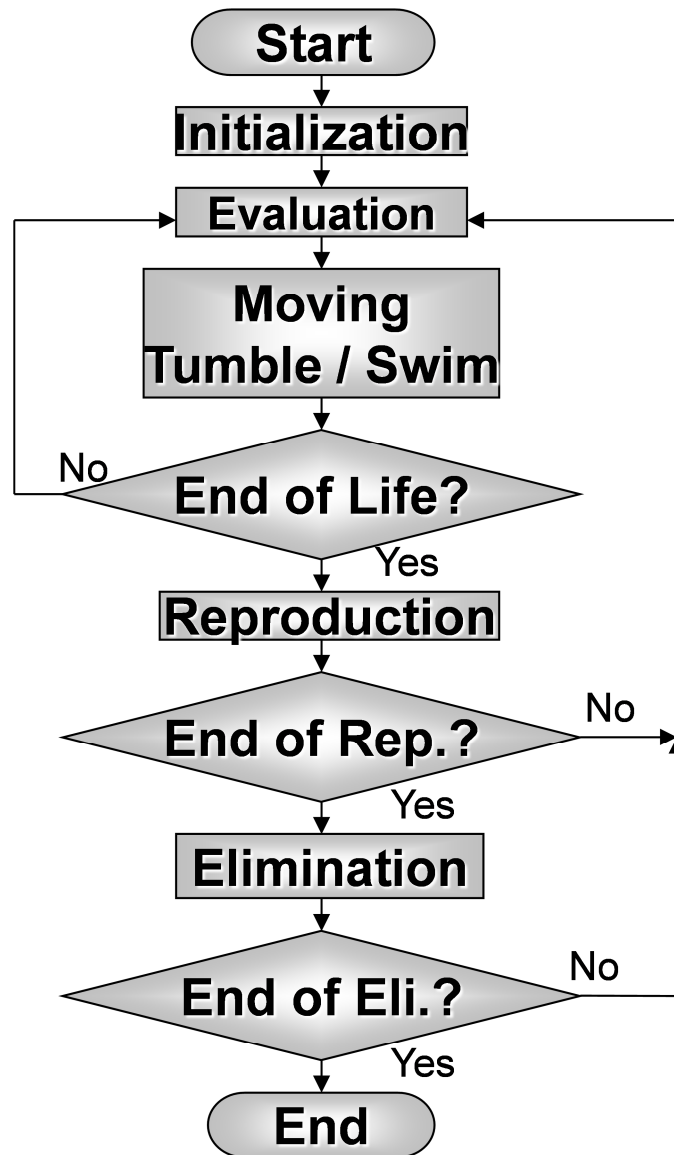 Start
Initialization
Evaluation
Moving
Tumble / Swim
No
End of Life?
Yes
Reproduction
No
End of Rep.?
Yes
Elimination
No
End of Eli.?
Yes
End